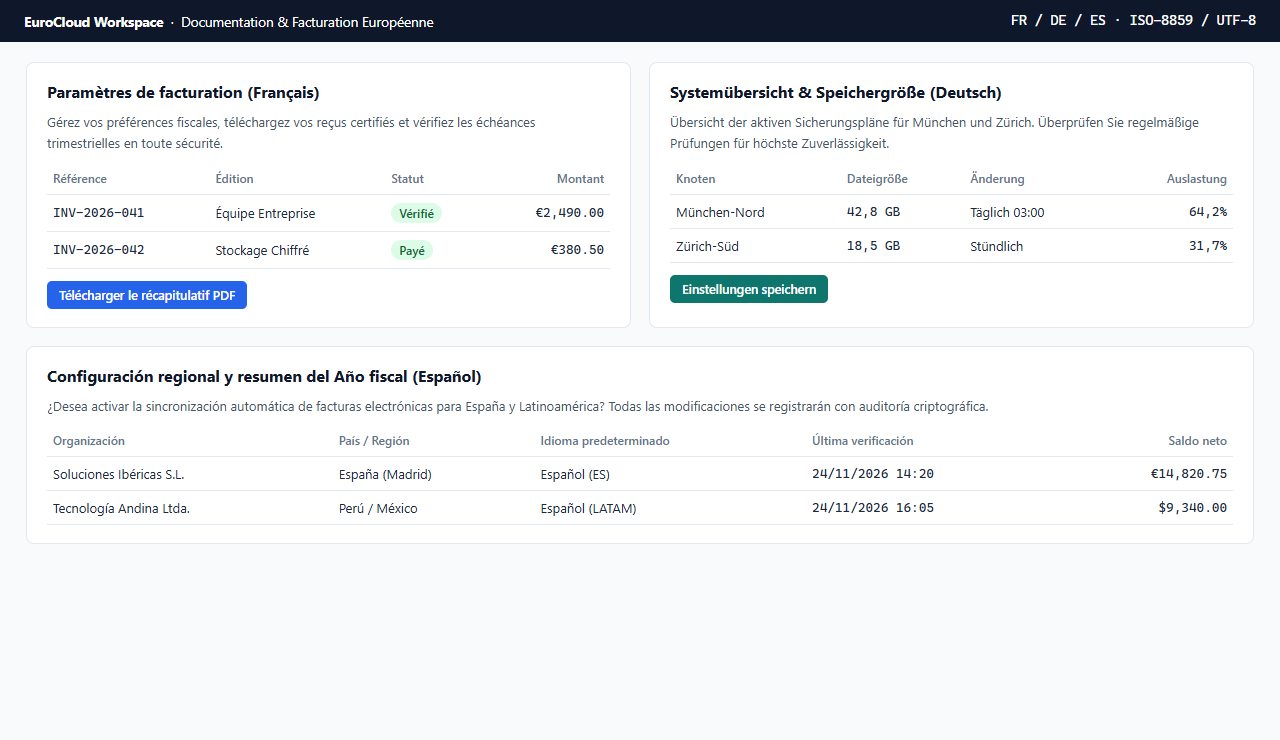 EuroCloud Workspace · Documentation & Facturation Européenne
FR / DE / ES · ISO-8859 / UTF-8
Paramètres de facturation (Français)
Gérez vos préférences fiscales, téléchargez vos reçus certifiés et vérifiez les échéances
trimestrielles en toute sécurité.
Référence Édition Statut Montant
INV-2026-041 Équipe Entreprise Vérifié €2,490.00
INV-2026-042 Stockage Chiffré Payé €380.50
Télécharger le récapitulatif PDF
Systemübersicht & Speichergröße (Deutsch)
Übersicht der aktiven Sicherungspläne für München und Zürich. Überprüfen Sie regelmäßige
Prüfungen für höchste Zuverlässigkeit.
Knoten Dateigröße Änderung Auslastung
München-Nord 42,8 GB Täglich 03:00 64,2%
Zürich-Süd 18,5 GB Stündlich 31,7%
Einstellungen speichern
Configuración regional y resumen del Año fiscal (Español)
¿Desea activar la sincronización automática de facturas electrónicas para España y Latinoamérica? Todas las modificaciones se registrarán con auditoría criptográfica.
Organización País / Región Idioma predeterminado Última verificación Saldo neto
Soluciones Ibéricas S.L. España (Madrid) Español (ES) 24/11/2026 14:20 €14,820.75
Tecnología Andina Ltda. Perú / México Español (LATAM) 24/11/2026 16:05 $9,340.00